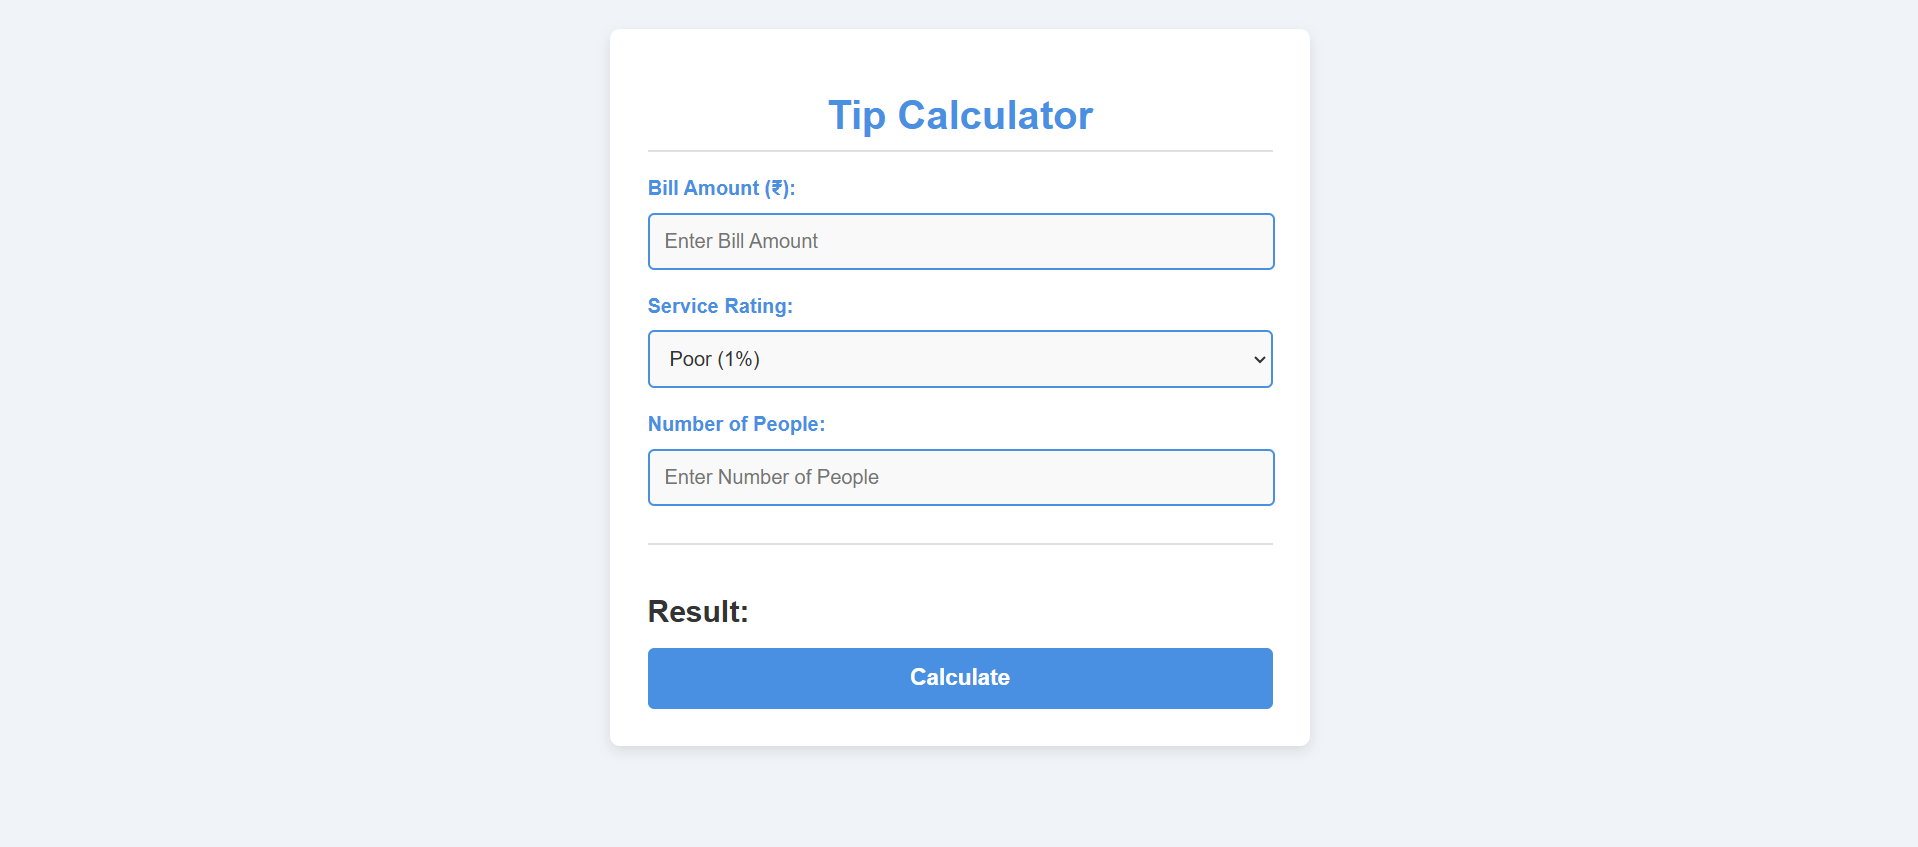 Tip Calculator
Bill Amount (₹):
Enter Bill Amount
Service Rating:
Poor (1%)
Number of People:
Enter Number of People
Result:
Calculate